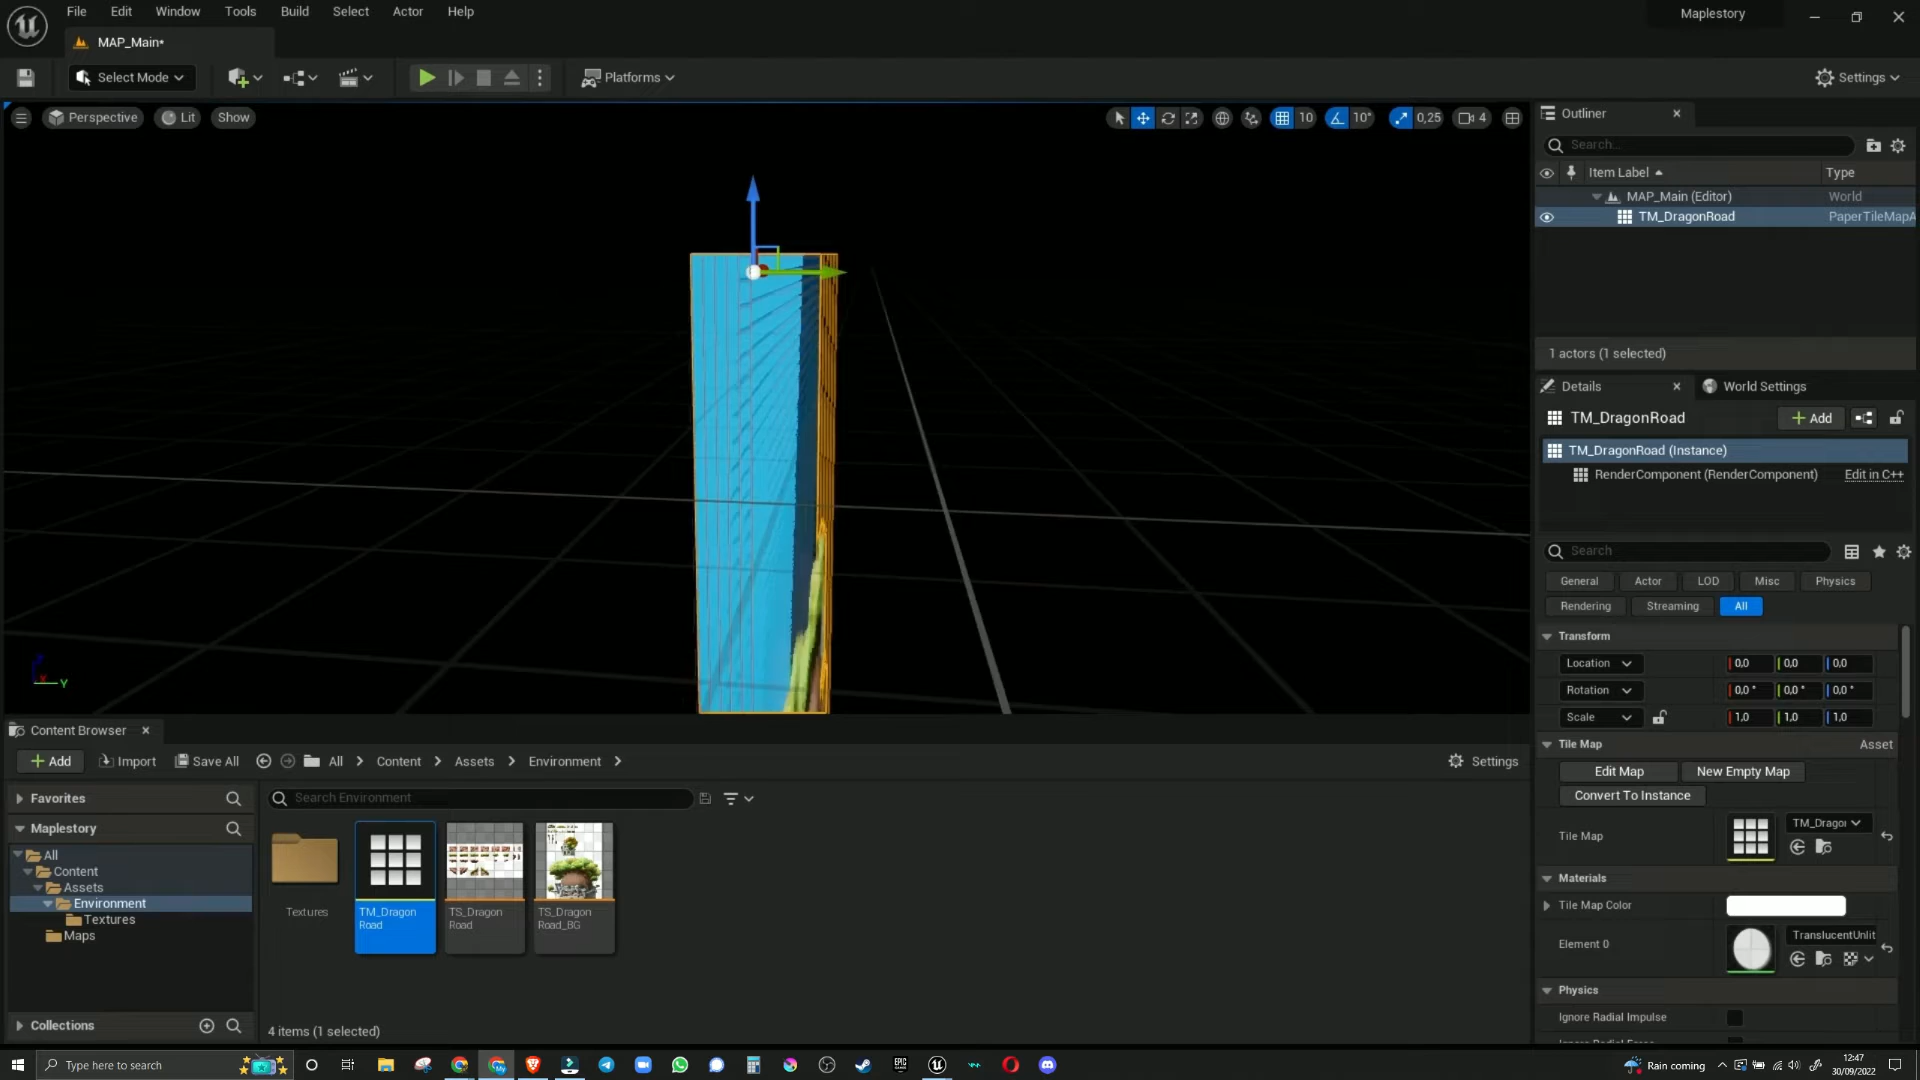 File Edit Window Tools Build Select Actor Help
Maplestory
MAP_Main*
Select Mode
Platforms
Settings
Perspective
Lit
Show
10
10°
0,25
4
Outliner
Search...
Item Label
Type
MAP_Main (Editor)
World
TM_DragonRoad
PaperTileMapA
1 actors (1 selected)
Details
World Settings
TM_DragonRoad
Add
TM_DragonRoad (Instance)
RenderComponent (RenderComponent)
Edit in C++
Search
General
Actor
LOD
Misc
Physics
Rendering
Streaming
All
Transform
Location
0,0 0,0 0,0
Rotation
0,0° 0,0° 0,0°
Scale
1,0 1,0 1,0
Tile Map
Asset
Edit Map
New Empty Map
Convert To Instance
Tile Map
TM_Dragor
Materials
Tile Map Color
Element 0
TranslucentUnlit
Physics
Ignore Radial Impulse
Y
Content Browser
Add
Import
Save All
All
Content
Assets
Environment
Settings
Favorites
Search Environment
Maplestory
All
Content
Assets
Environment
Textures
Maps
Collections
Textures
TM_Dragon
Road
TS_Dragon
Road
TS_Dragon
Road_BG
4 items (1 selected)
Type here to search
Rain coming
12:47
30/09/2022